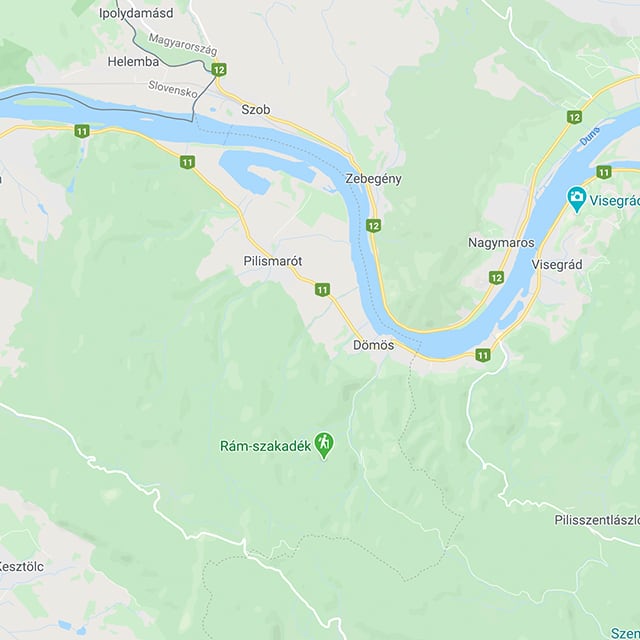 Ipolydamásd
Magyarország
Helemba
12
Slovensko
Szob
12
11
Duna
11
11
Zebegény
Visegrád
12
Nagymaros
Pilismarót
Visegrád
12
11
Dömös
11
Rám-szakadék
Pilisszentlászló
Kesztölc
Szen